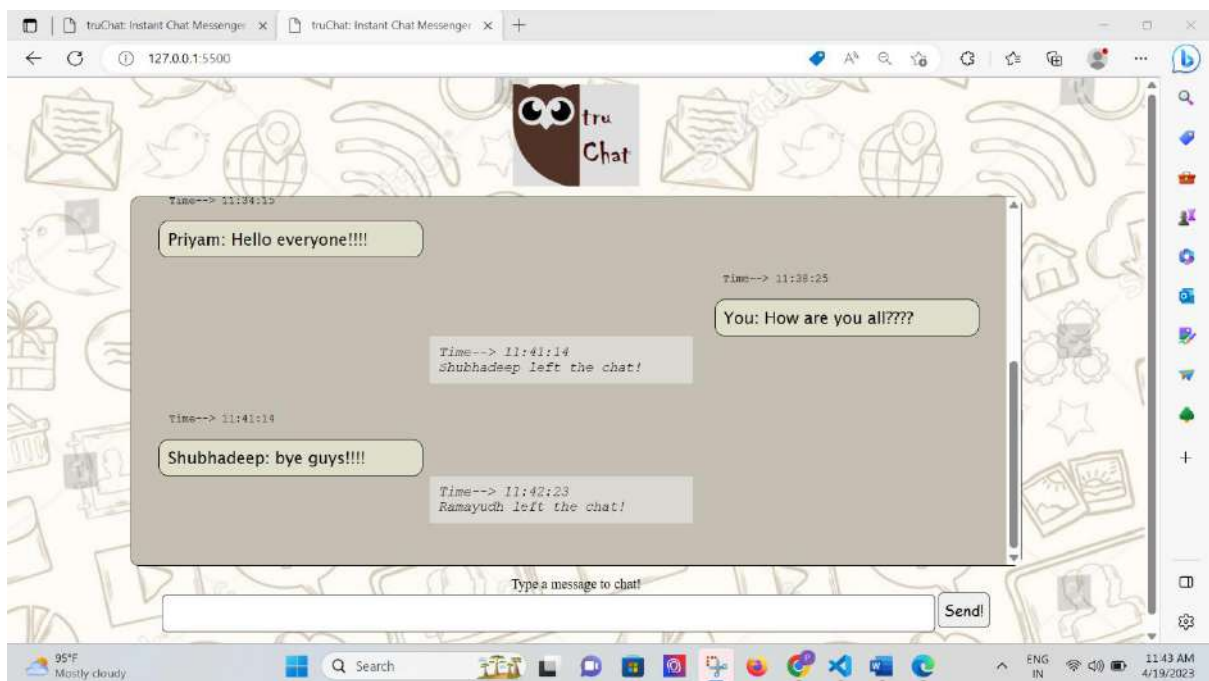 truChat: Instant Chat Messenger
truChat: Instant Chat Messenger
127.0.0.1:5500
tru
Chat
Time--> 11:34:15
Priyam: Hello everyone!!!!
Time--> 11:38:25
You: How are you all????
Time--> 11:41:14
Shubhadeep left the chat!
Time--> 11:41:14
Shubhadeep: bye guys!!!!
Time--> 11:42:23
Ramayudh left the chat!
Type a message to chat!
Send!
95°F
Mostly cloudy
Search
ENG
IN
11:43 AM
4/19/2023